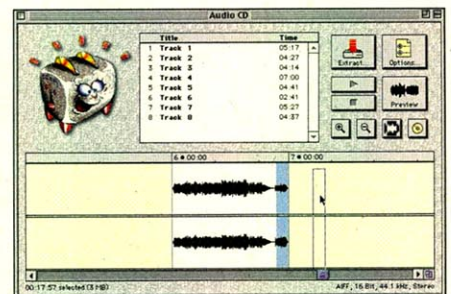 Audio CD
Title Time
1 Track 1 05:17
2 Track 2 04:27
3 Track 3 04:14
4 Track 4 07:00
5 Track 5 04:41
6 Track 6 02:41
7 Track 7 05:27
8 Track 8 04:37
Extract... Options...
Preview
6 ● 00:00 7 ● 00:00
00:17:57 selected (3 MB) AIFF, 16 Bit, 44.1 kHz, Stereo